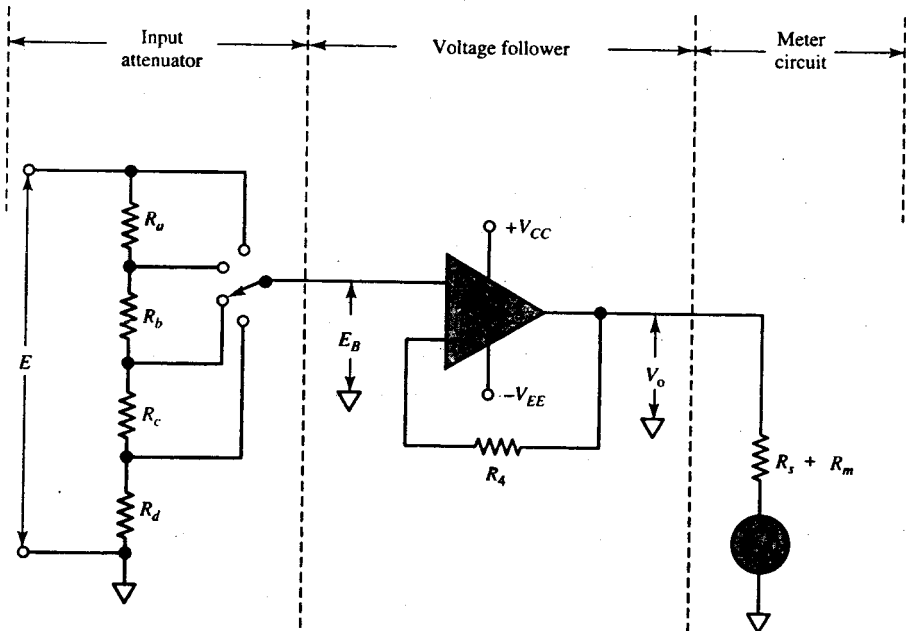 Input
attenuator
Voltage follower
Meter
circuit
R_a
+V_CC
R_b
E
E_B
V_o
R_c
-V_EE
R_4
R_s + R_m
R_d